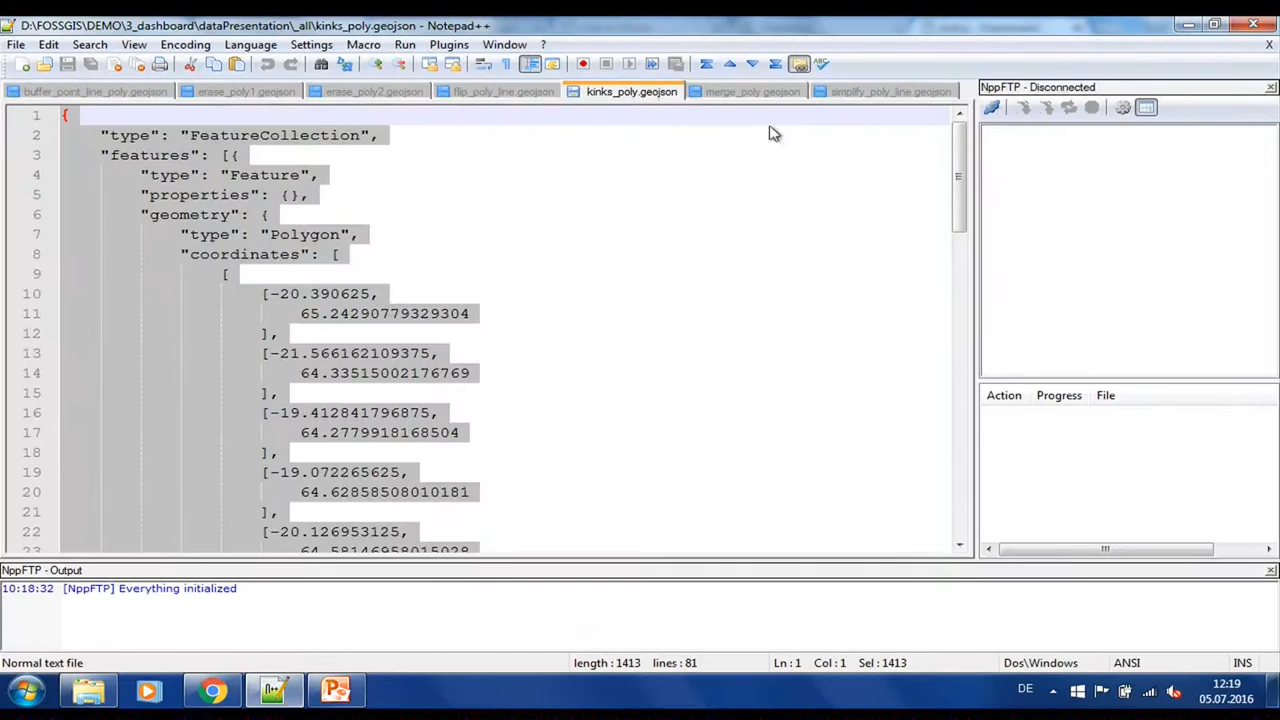 D:\FOSSGIS\DEMO\3_dashboard\dataPresentation\_all\kinks_poly.geojson - Notepad++
File Edit Search View Encoding Language Settings Macro Run Plugins Window ? X
buffer_point_line_poly.geojson erase_poly1.geojson erase_poly2.geojson flip_poly_line.geojson kinks_poly.geojson merge_poly.geojson simplify_poly_line.geojson
NppFTP - Disconnected
1 {
2 "type": "FeatureCollection",
3 "features": [{
4 "type": "Feature",
5 "properties": {},
6 "geometry": {
7 "type": "Polygon",
8 "coordinates": [
9 [
10 [-20.390625,
11 65.24290779329304
12 ],
13 [-21.566162109375,
14 64.33515002176769
15 ],
16 [-19.412841796875,
17 64.2779918168504
18 ],
19 [-19.072265625,
20 64.62858508010181
21 ],
22 [-20.126953125,
23 64.58146958015028
Action Progress File
NppFTP - Output
10:18:32 [NppFTP] Everything initialized
Normal text file length : 1413 lines : 81 Ln : 1 Col : 1 Sel : 1413 Dos\Windows ANSI INS
DE 12:19
05.07.2016